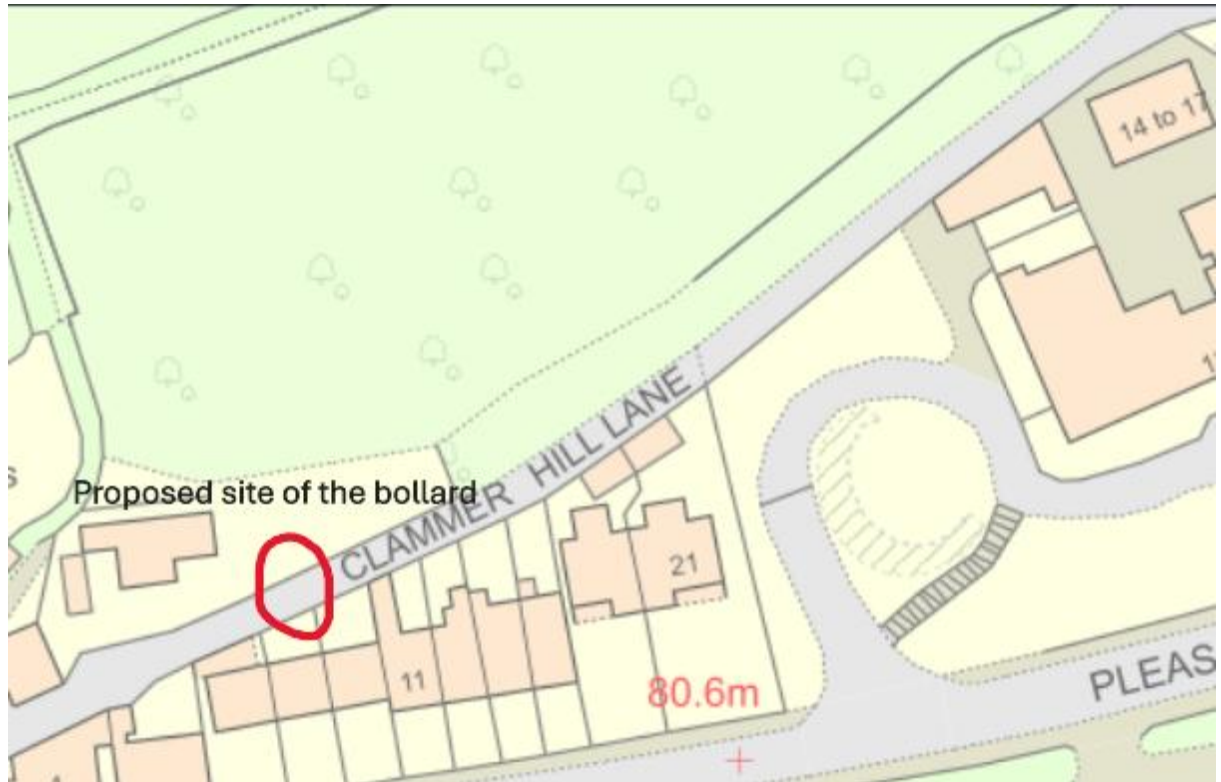 14 to 17
Proposed site of the bollard
CLAMMER HILL LANE
21
11
80.6m
PLEAS